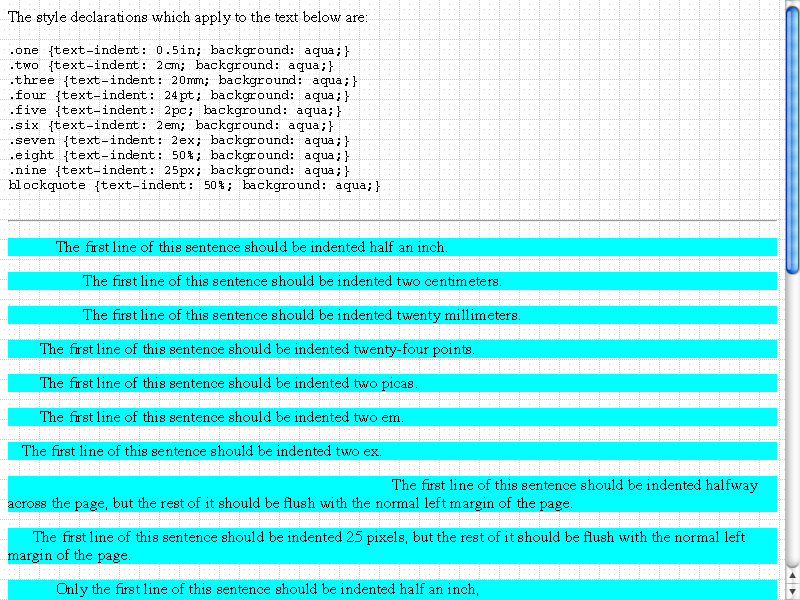 The style declarations which apply to the text below are:
.one {text-indent: 0.5in; background: aqua;}
.two {text-indent: 2cm; background: aqua;}
.three {text-indent: 20mm; background: aqua;}
.four {text-indent: 24pt; background: aqua;}
.five {text-indent: 2pc; background: aqua;}
.six {text-indent: 2em; background: aqua;}
.seven {text-indent: 2ex; background: aqua;}
.eight {text-indent: 50%; background: aqua;}
.nine {text-indent: 25px; background: aqua;}
blockquote {text-indent: 50%; background: aqua;}
The first line of this sentence should be indented half an inch.
The first line of this sentence should be indented two centimeters.
The first line of this sentence should be indented twenty millimeters.
The first line of this sentence should be indented twenty-four points.
The first line of this sentence should be indented two picas.
The first line of this sentence should be indented two em.
The first line of this sentence should be indented two ex.
The first line of this sentence should be indented halfway
across the page, but the rest of it should be flush with the normal left margin of the page.
The first line of this sentence should be indented 25 pixels, but the rest of it should be flush with the normal left
margin of the page.
Only the first line of this sentence should be indented half an inch,